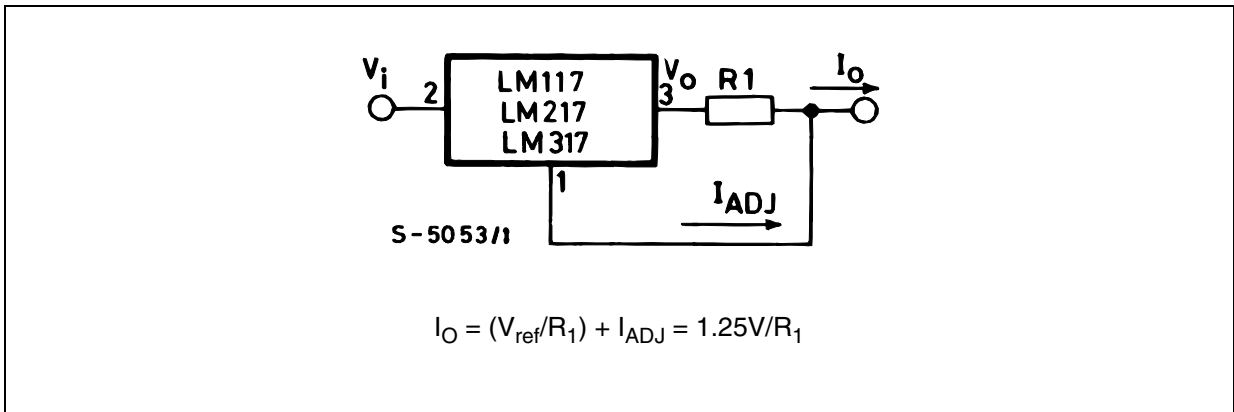 Vi 2 LM117 Vo 3 R1 Io
LM217
LM317
1
IADJ
S-5053/1
IO = (Vref/R1) + IADJ = 1.25V/R1